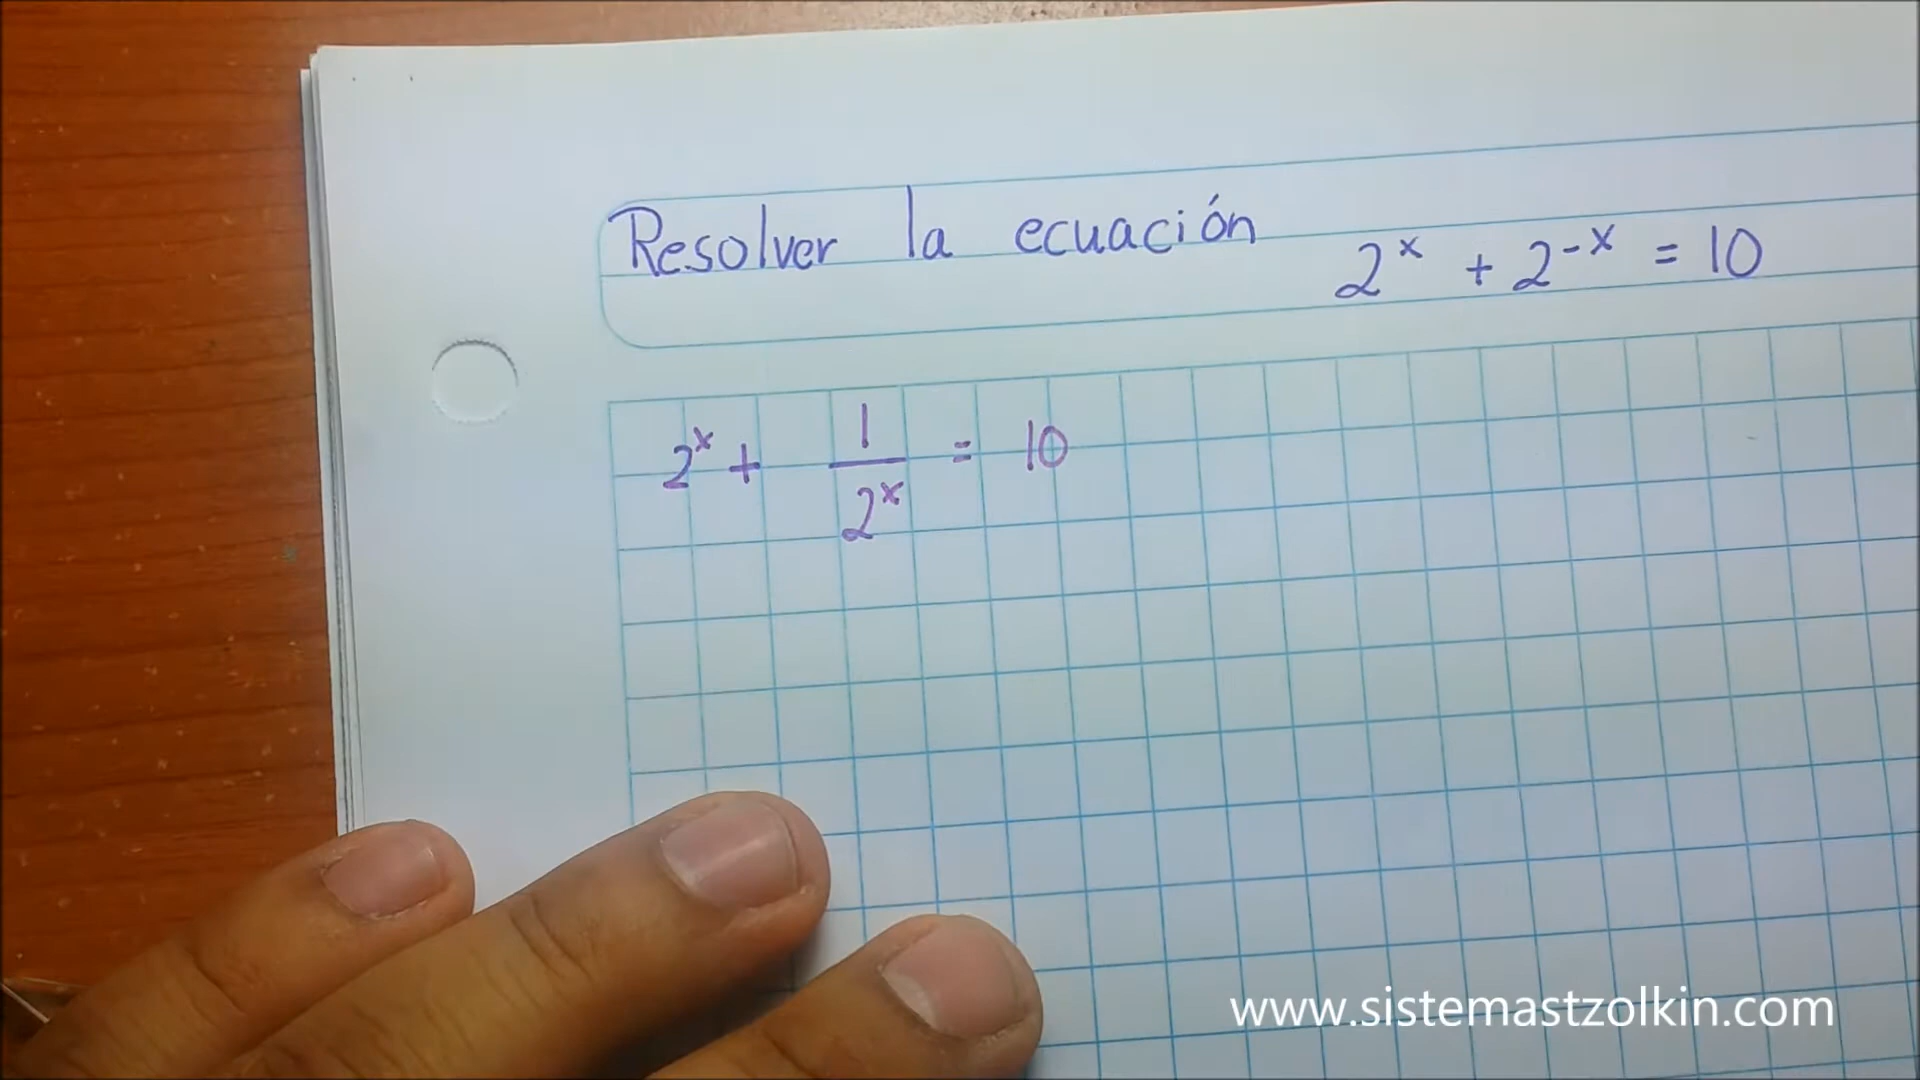 Resolver la ecuación 2^x + 2^-x = 10
2^x + 1/2^x = 10
www.sistemastzolkin.com